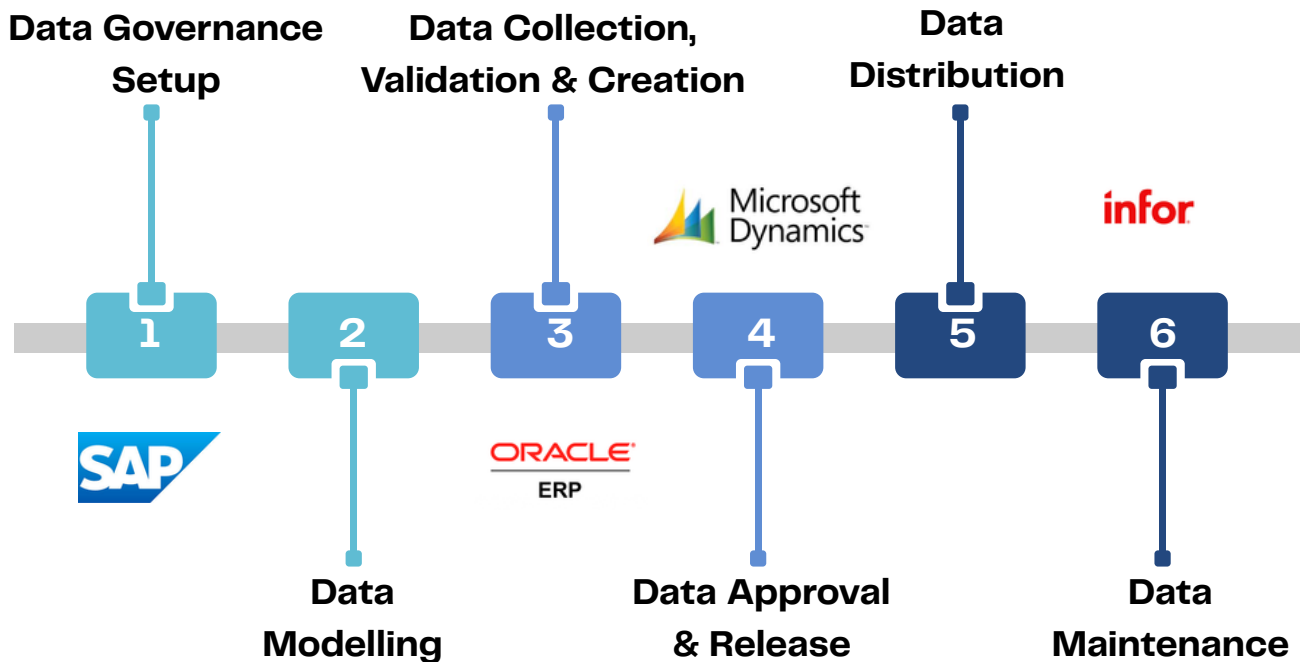 Data Governance
Setup
Data Collection,
Validation & Creation
Data
Distribution
Microsoft
Dynamics
infor
1
2
3
4
5
6
SAP
ORACLE
ERP
Data
Modelling
Data Approval
& Release
Data
Maintenance